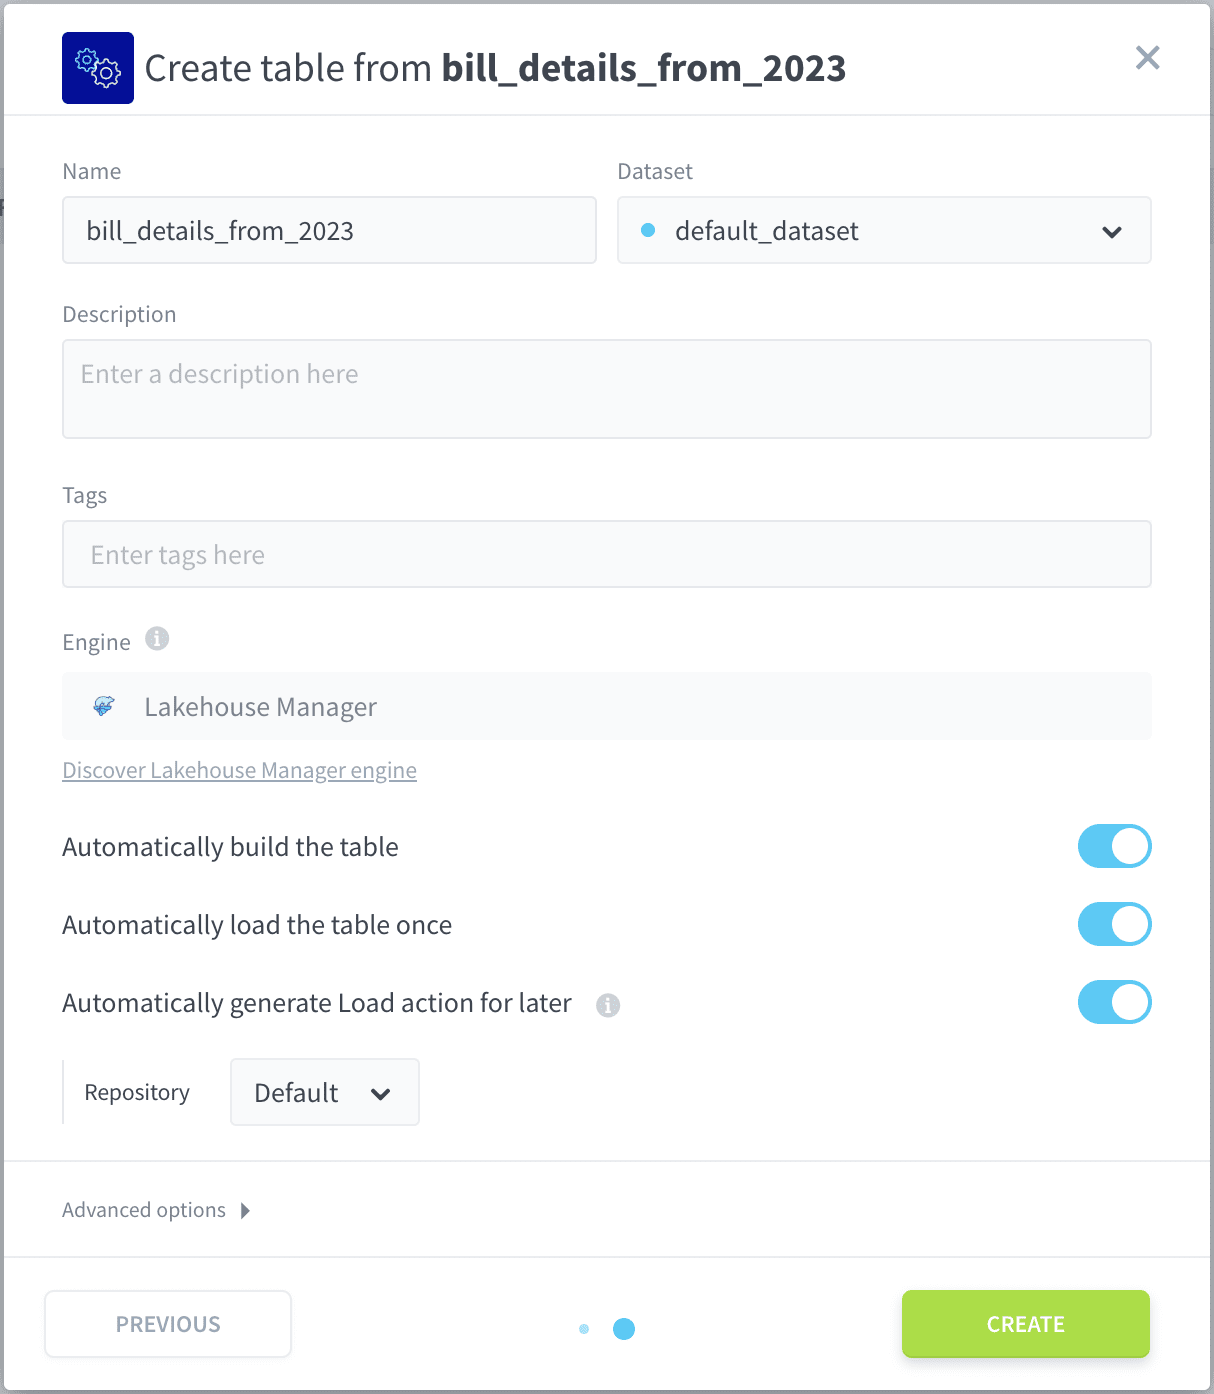 Create table from bill_details_from_2023
Name
Dataset
bill_details_from_2023
default_dataset
Description
Enter a description here
Tags
Enter tags here
Engine
Lakehouse Manager
Discover Lakehouse Manager engine
Automatically build the table
Automatically load the table once
Automatically generate Load action for later
Repository
Default
Advanced options
PREVIOUS
CREATE